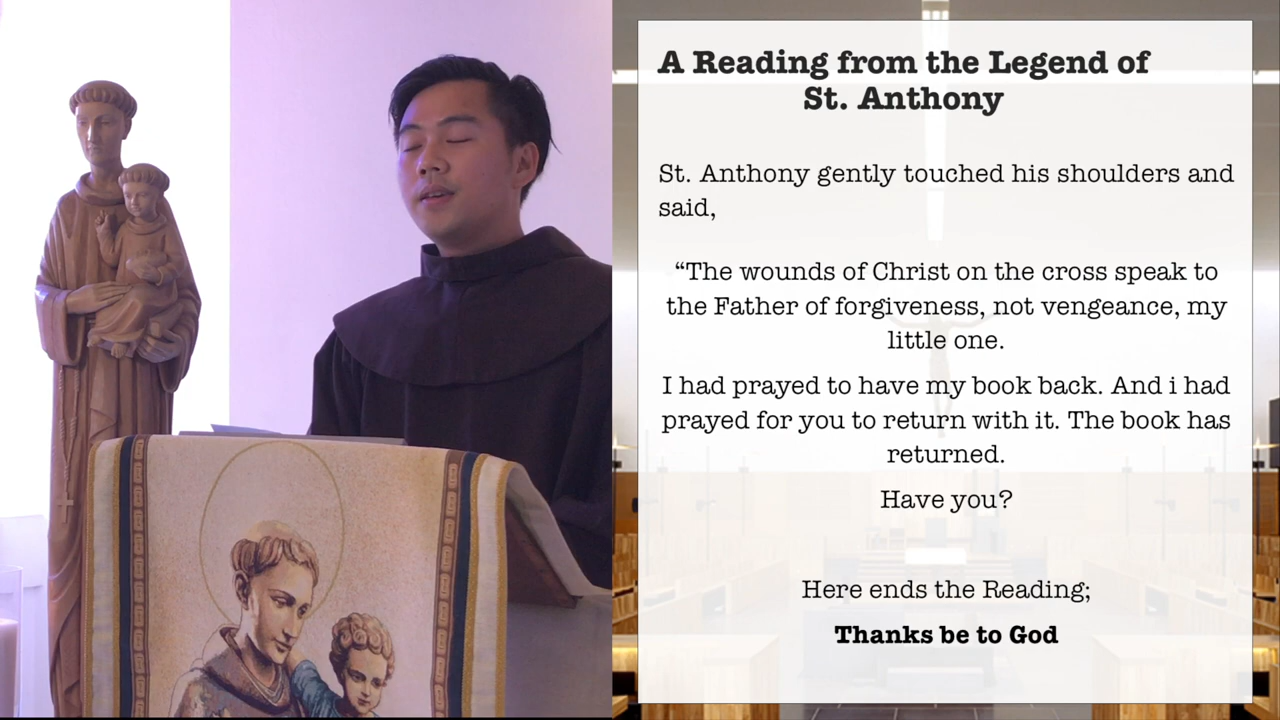 A Reading from the Legend of
St. Anthony
St. Anthony gently touched his shoulders and
said,
“The wounds of Christ on the cross speak to
the Father of forgiveness, not vengeance, my
little one.
I had prayed to have my book back. And i had
prayed for you to return with it. The book has
returned.
Have you?
Here ends the Reading;
Thanks be to God